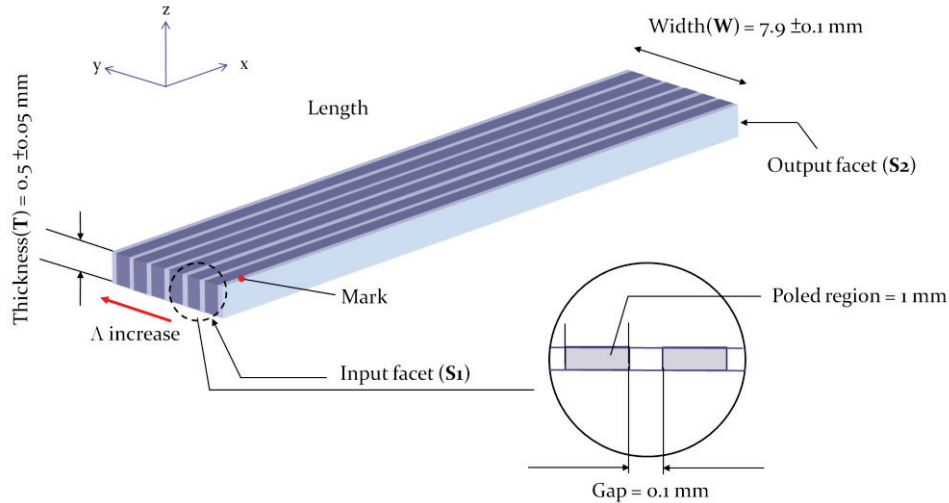 z
y
x
Width(W) = 7.9 ±0.1 mm
Length
Output facet (S2)
Thickness(T) = 0.5 ±0.05 mm
Mark
Λ increase
Input facet (S1)
Poled region = 1 mm
Gap = 0.1 mm